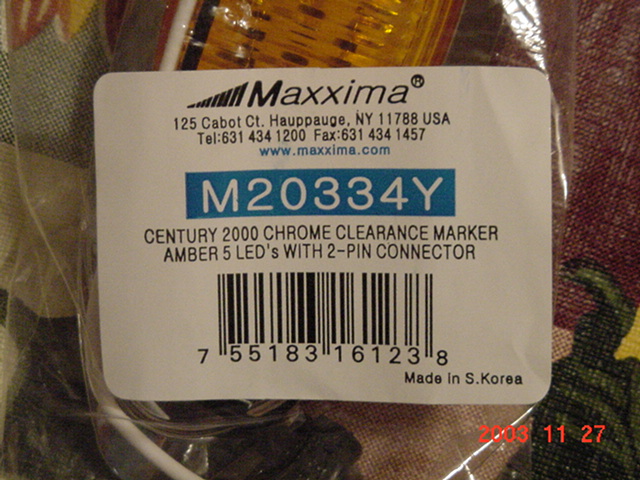 Maxxima®
125 Cabot Ct. Hauppauge, NY 11788 USA
Tel:631 434 1200 Fax:631 434 1457
www.maxxima.com
M20334Y
CENTURY 2000 CHROME CLEARANCE MARKER
AMBER 5 LED's WITH 2-PIN CONNECTOR
7 55183 16123 8
Made in S.Korea
2003 11 27